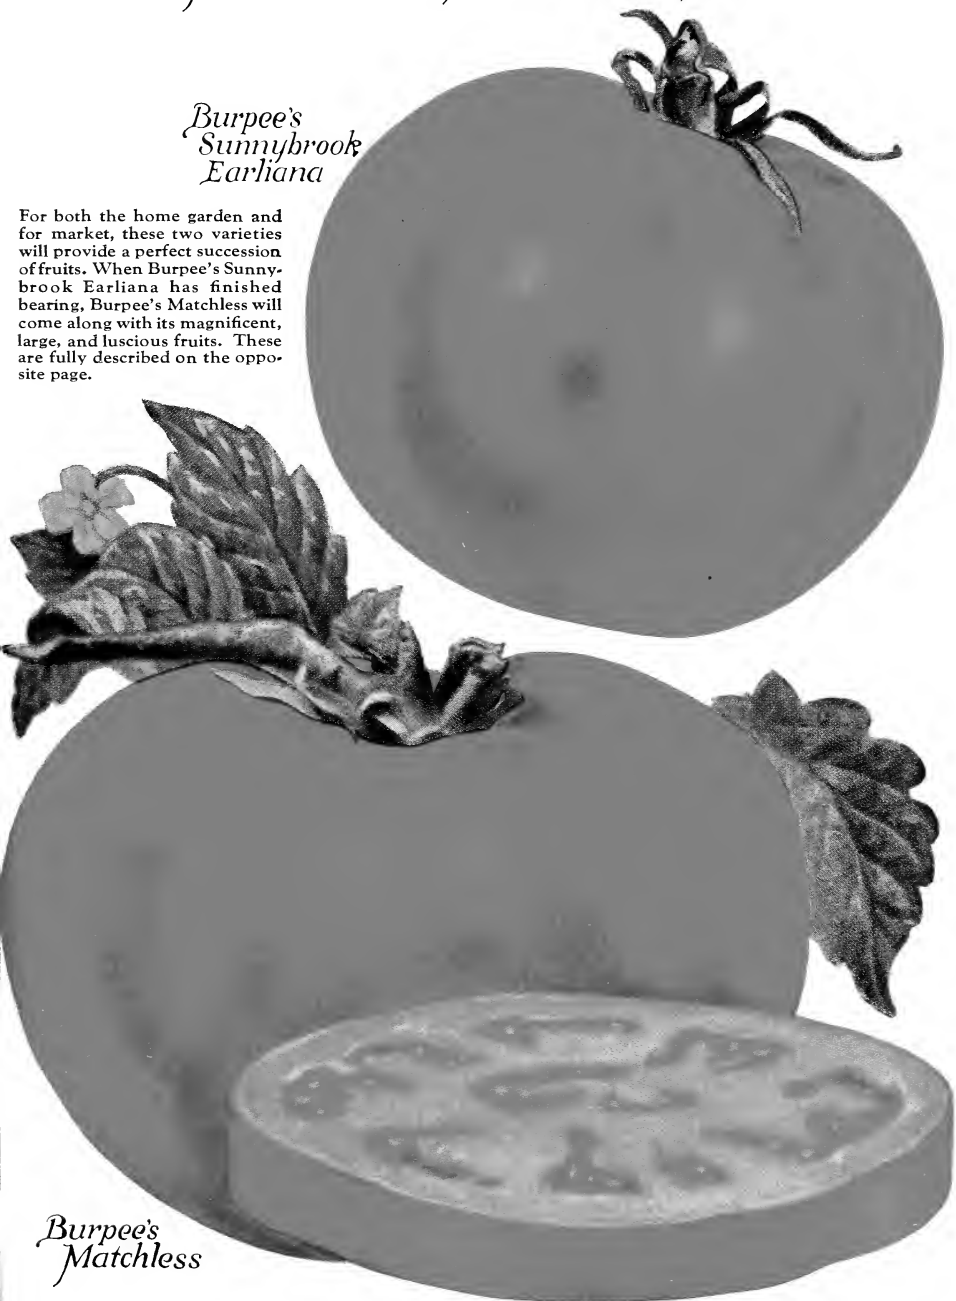 Burpee's
Sunnybrook
Earliana
For both the home garden and
for market, these two varieties
will provide a perfect succession
of fruits. When Burpee's Sunny-
brook Earliana has finished
bearing, Burpee's Matchless will
come along with its magnificent,
large, and luscious fruits. These
are fully described on the oppo-
site page.
Burpee's
Matchless